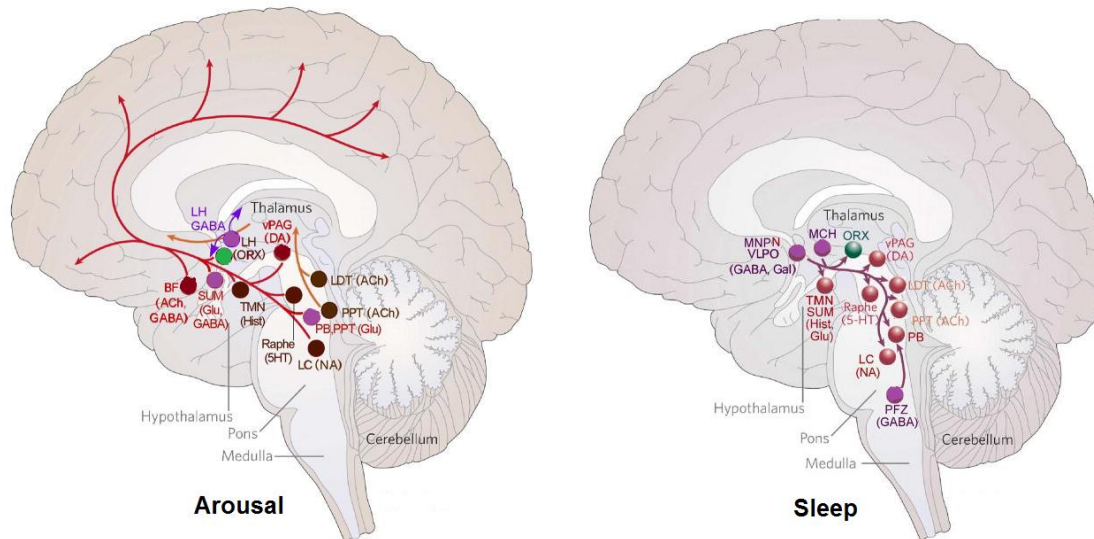 LH
GABA
Thalamus
vPAG
(DA)
LH
(ORX)
BF
(ACh,
GABA)
SUM
(Glu,
GABA)
TMN
(Hist)
LDT (ACh)
PPT (ACh)
PB,PPT (Glu)
Raphe
(5HT)
LC (NA)
Hypothalamus
Pons
Medulla
Cerebellum
Arousal
Thalamus
MNPN
VLPO
(GABA, Gal)
MCH
ORX
vPAG
(DA)
TMN
SUM
(Hist,
Glu)
Raphe
(5-HT)
LDT (ACh)
PPT (ACh)
PB
LC
(NA)
PFZ
(GABA)
Hypothalamus
Pons
Medulla
Cerebellum
Sleep